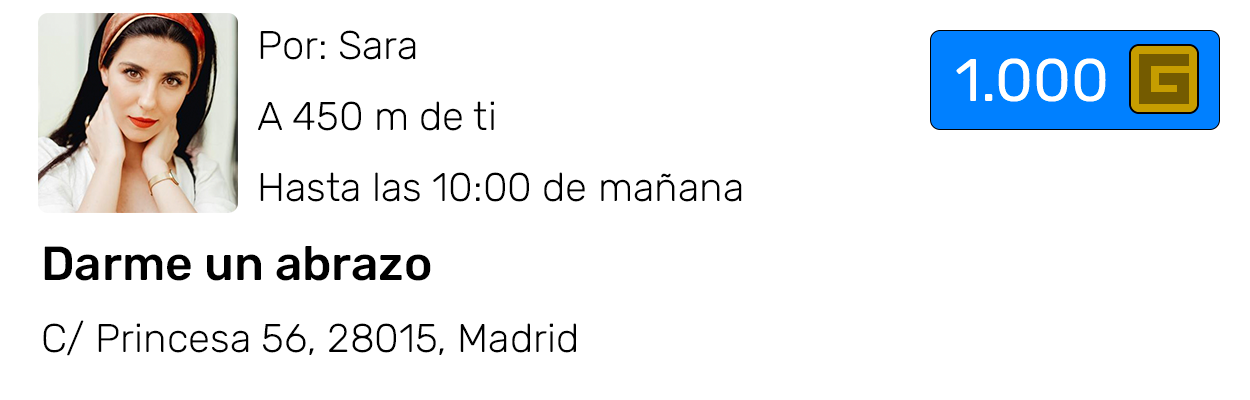 Por: Sara
1.000 G
A 450 m de ti
Hasta las 10:00 de mañana
Darme un abrazo
C/ Princesa 56, 28015, Madrid